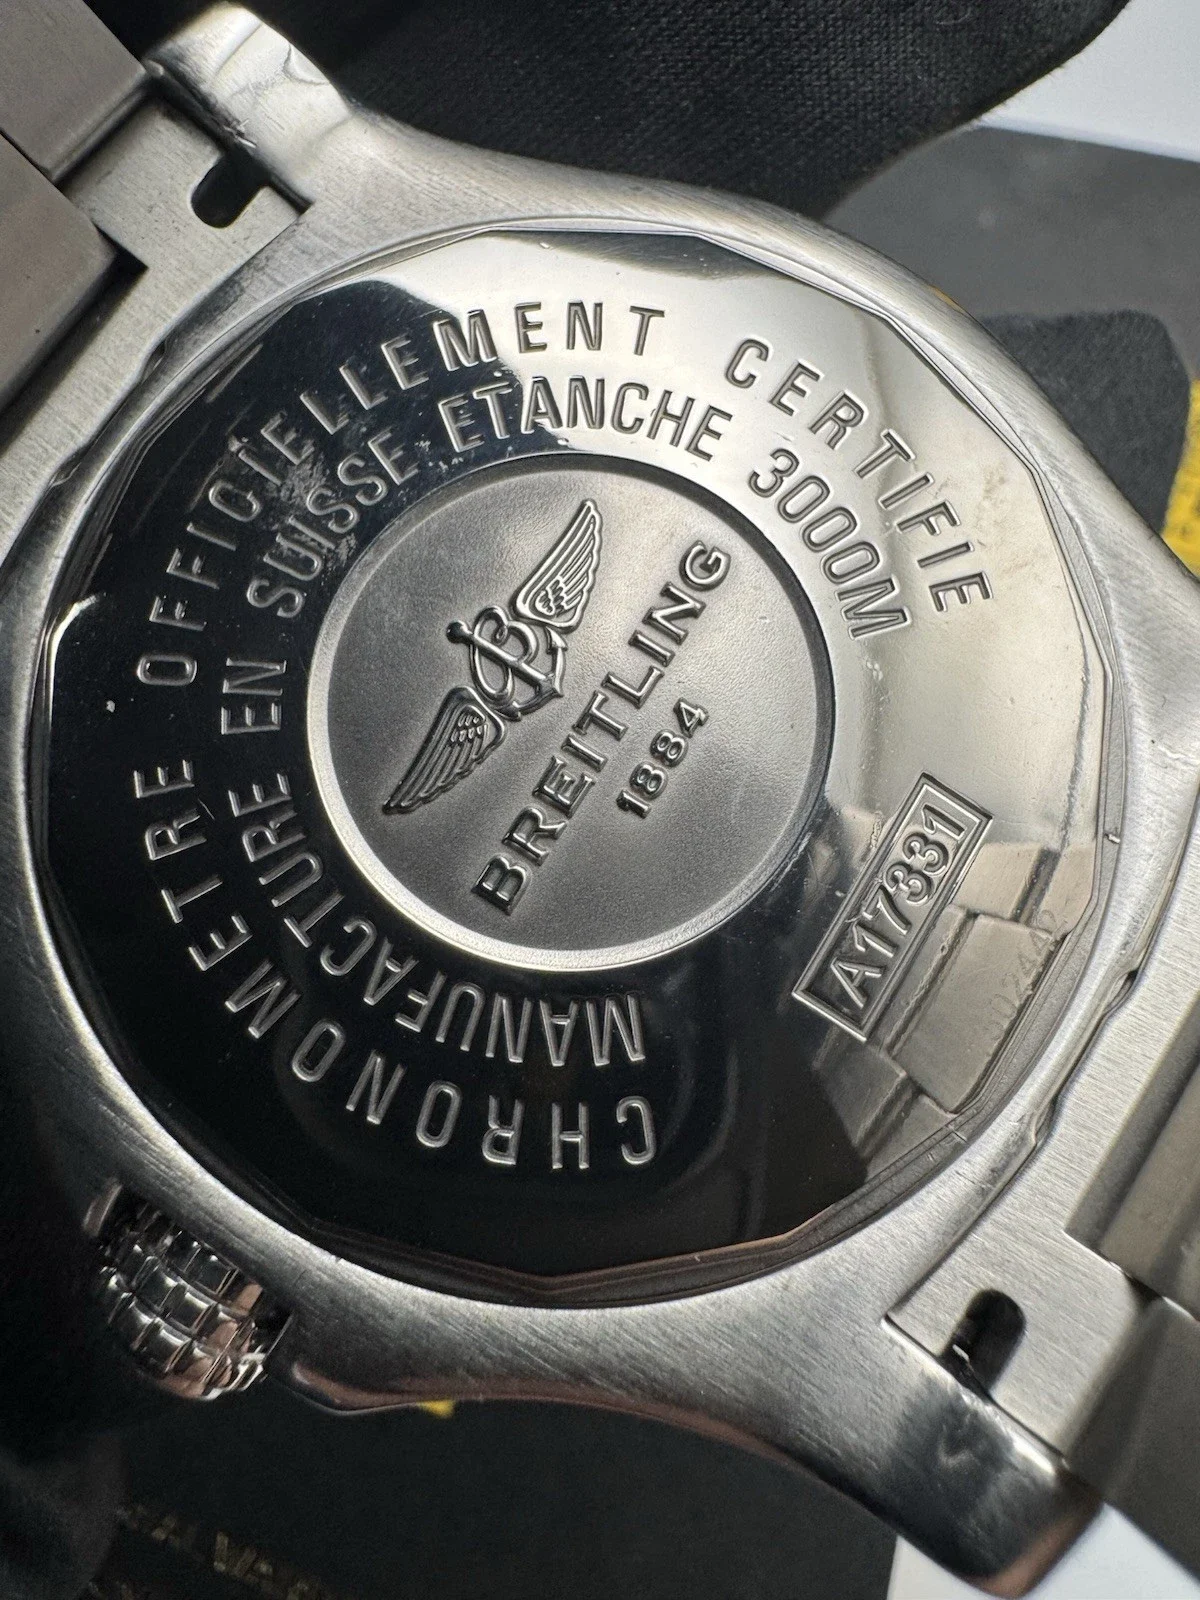 CHRONOMETRE OFFICIELLEMENT CERTIFIE
MANUFACTURE EN SUISSE ETANCHE 3000M
B
BREITLING
1884
A17331